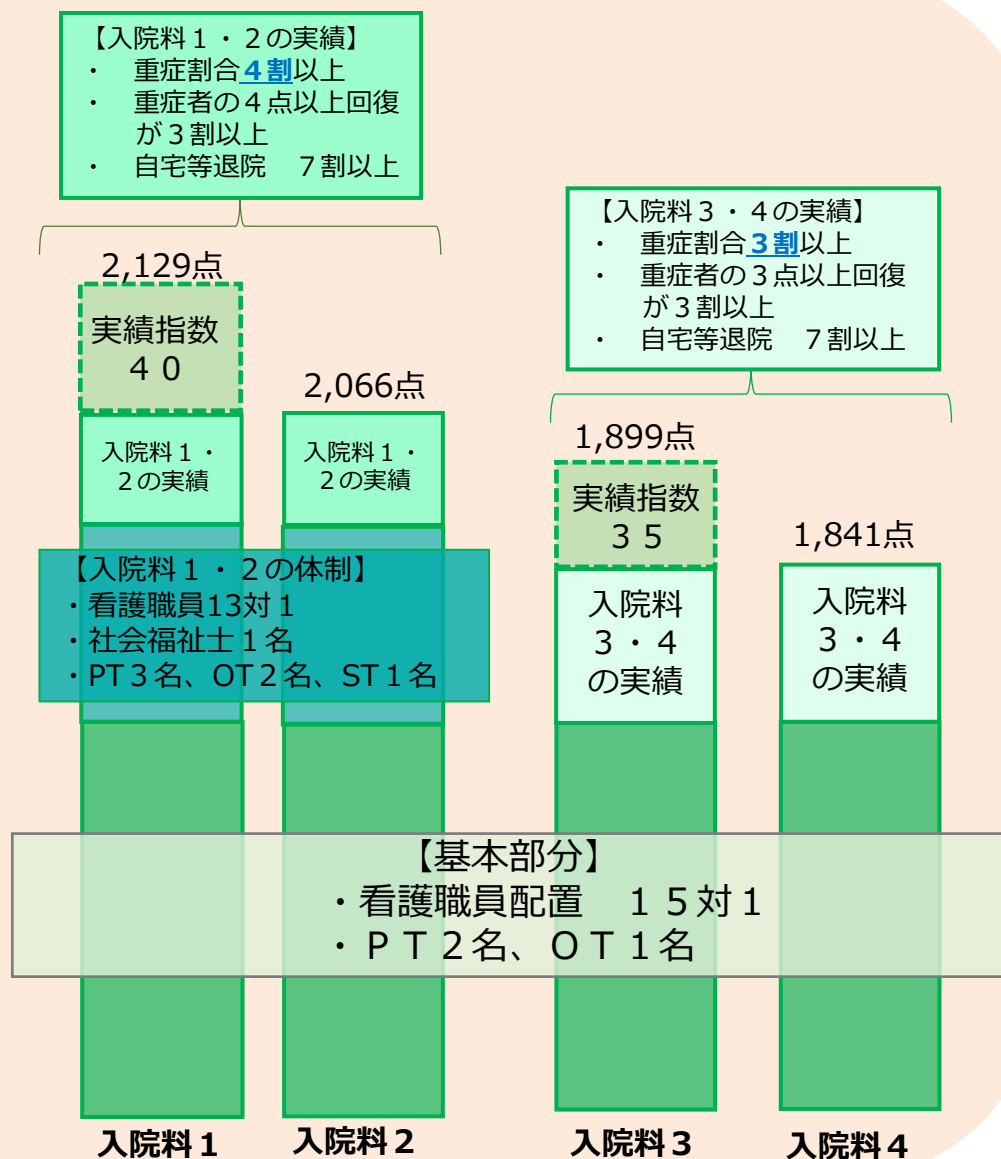 【入院料１・２の実績】
・　重症割合４割以上
・　重症者の４点以上回復
が３割以上
・　自宅等退院　７割以上
【入院料３・４の実績】
・　重症割合３割以上
・　重症者の３点以上回復
が３割以上
・　自宅等退院　７割以上
2,129点
実績指数
４０
入院料１・
２の実績
2,066点
入院料１・
２の実績
1,899点
実績指数
３５
入院料
３・４
の実績
1,841点
入院料
３・４
の実績
【入院料１・２の体制】
・看護職員13対１
・社会福祉士１名
・PT３名、OT２名、ST１名
【基本部分】
・看護職員配置　１５対１
・ＰＴ２名、ＯＴ１名
入院料１
入院料２
入院料３
入院料４